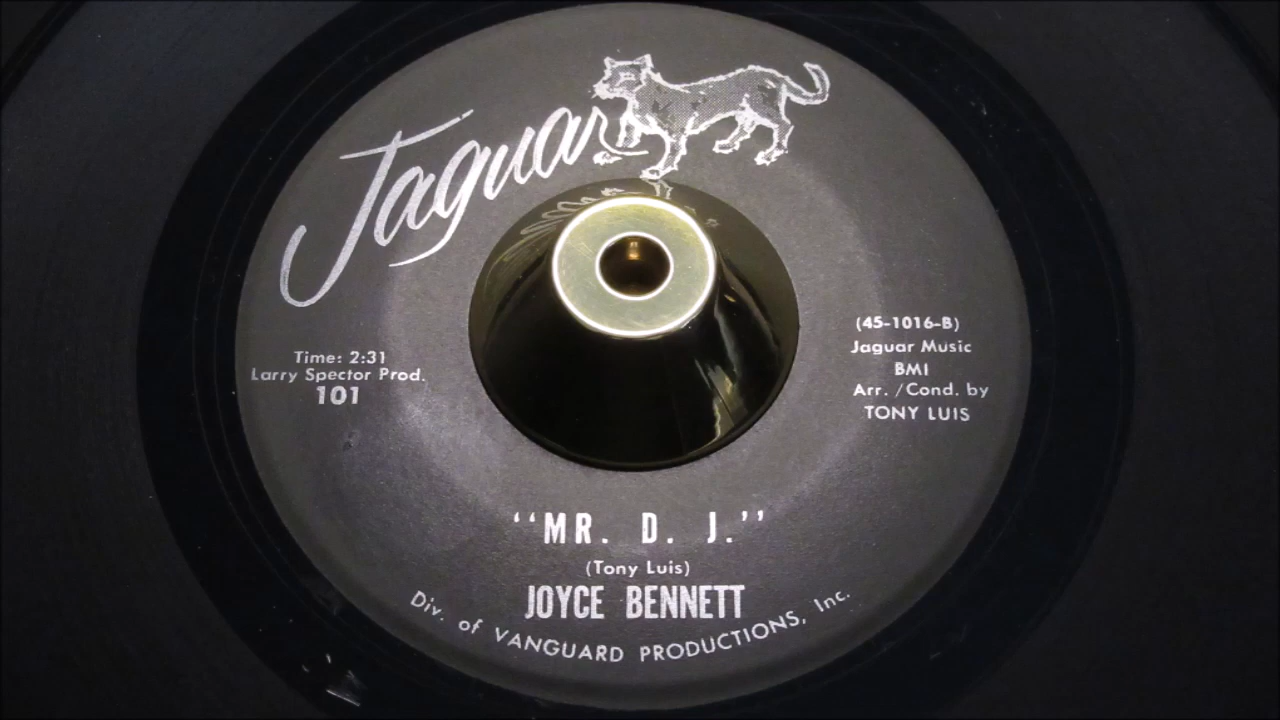 Jaguar
Time: 2:31
Larry Spector Prod.
101
(45-1016-B)
Jaguar Music
BMI
Arr. /Cond. by
TONY LUIS
‘‘MR. D. J.’’
(Tony Luis)
JOYCE BENNETT
Div. of VANGUARD PRODUCTIONS, Inc.